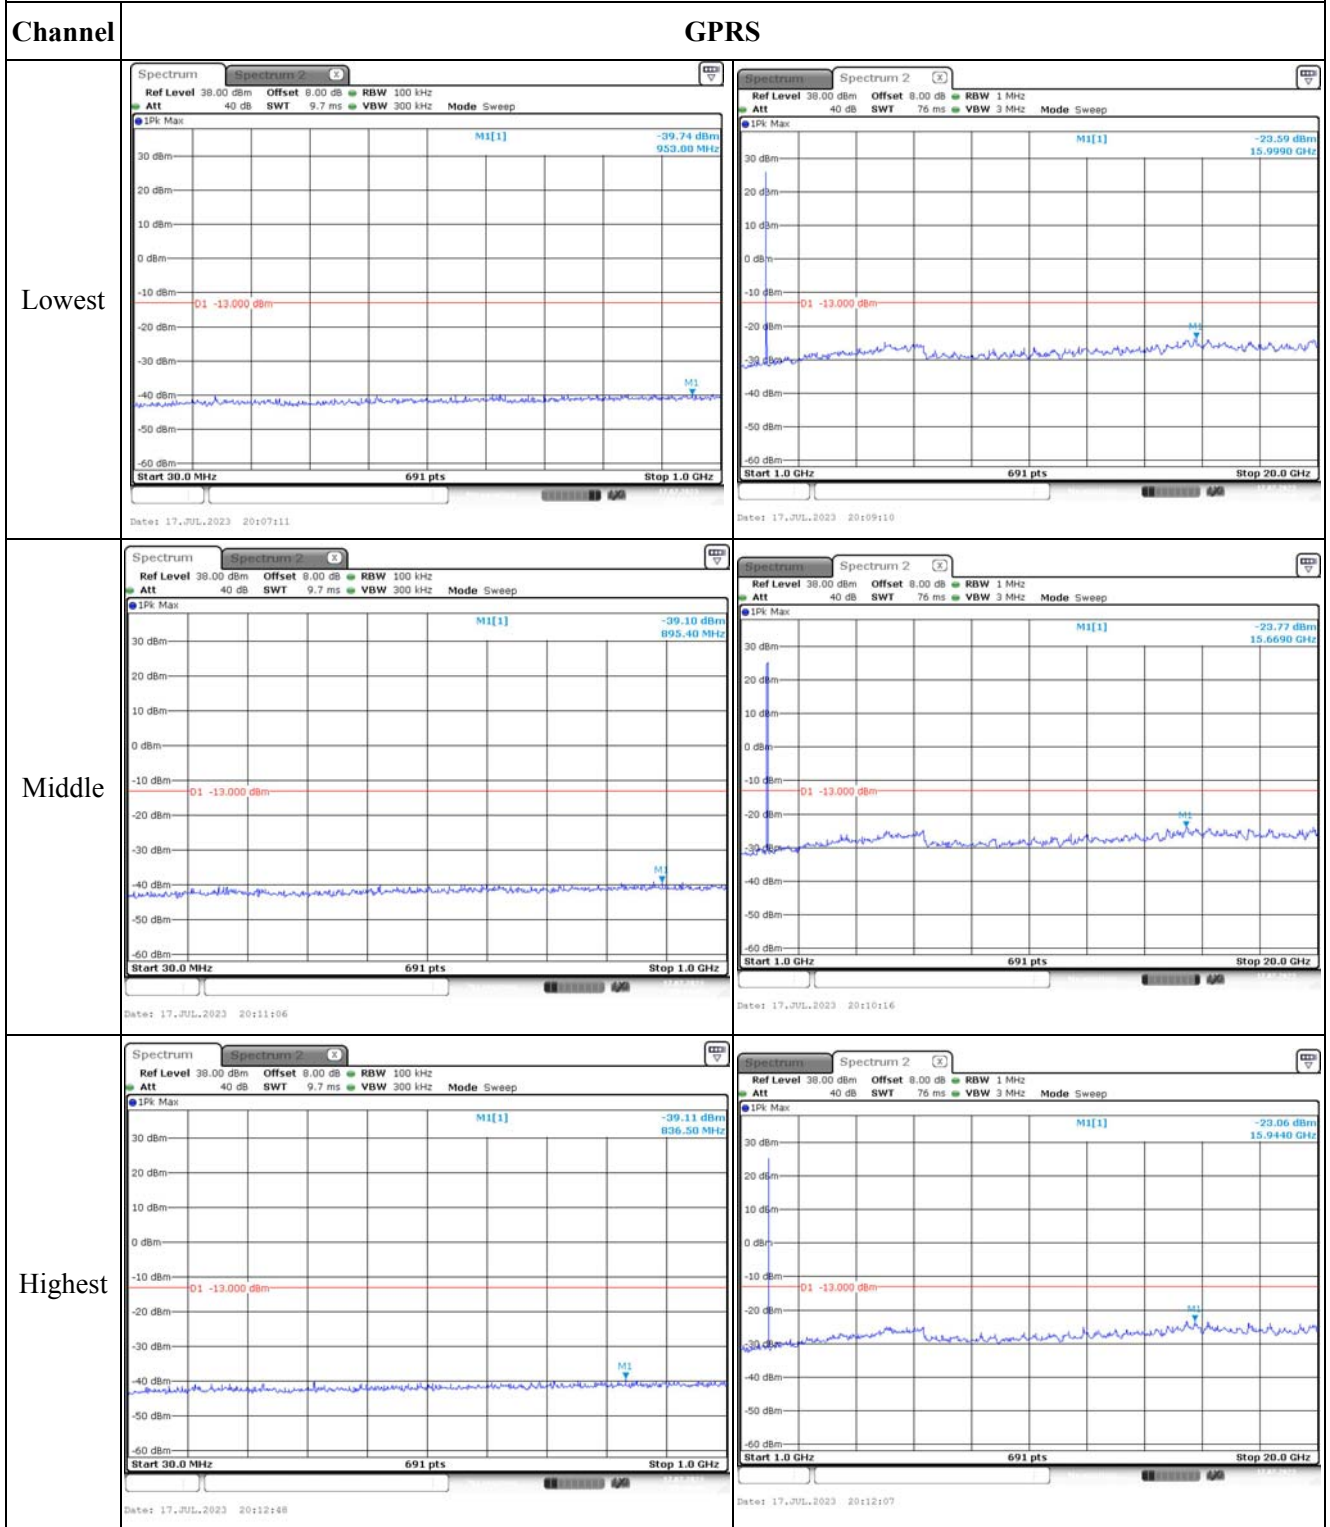 Channel GPRS
Lowest
Spectrum Spectrum 2 X
Ref Level 38.00 dBm Offset 8.00 dB RBW 100 kHz
Att 40 dB SWT 9.7 ms VBW 300 kHz Mode Sweep
1Pk Max
M1[1] -39.74 dBm
953.00 MHz
30 dBm
20 dBm
10 dBm
0 dBm
-10 dBm
D1 -13.000 dBm
-20 dBm
-30 dBm
M1
-40 dBm
-50 dBm
-60 dBm
Start 30.0 MHz 691 pts Stop 1.0 GHz
Date: 17.JUL.2023 20:07:11
Spectrum Spectrum 2 X
Ref Level 38.00 dBm Offset 8.00 dB RBW 1 MHz
Att 40 dB SWT 76 ms VBW 3 MHz Mode Sweep
1Pk Max
M1[1] -23.59 dBm
15.9990 GHz
30 dBm
20 dBm
10 dBm
0 dBm
-10 dBm
D1 -13.000 dBm
-20 dBm
M1
-30 dBm
-40 dBm
-50 dBm
-60 dBm
Start 1.0 GHz 691 pts Stop 20.0 GHz
Date: 17.JUL.2023 20:09:10
Middle
Spectrum Spectrum 2 X
Ref Level 38.00 dBm Offset 8.00 dB RBW 100 kHz
Att 40 dB SWT 9.7 ms VBW 300 kHz Mode Sweep
1Pk Max
M1[1] -39.10 dBm
895.40 MHz
30 dBm
20 dBm
10 dBm
0 dBm
-10 dBm
D1 -13.000 dBm
-20 dBm
-30 dBm
M1
-40 dBm
-50 dBm
-60 dBm
Start 30.0 MHz 691 pts Stop 1.0 GHz
Date: 17.JUL.2023 20:11:06
Spectrum Spectrum 2 X
Ref Level 38.00 dBm Offset 8.00 dB RBW 1 MHz
Att 40 dB SWT 76 ms VBW 3 MHz Mode Sweep
1Pk Max
M1[1] -23.77 dBm
15.6690 GHz
30 dBm
20 dBm
10 dBm
0 dBm
-10 dBm
D1 -13.000 dBm
-20 dBm
M1
-30 dBm
-40 dBm
-50 dBm
-60 dBm
Start 1.0 GHz 691 pts Stop 20.0 GHz
Date: 17.JUL.2023 20:10:16
Highest
Spectrum Spectrum 2 X
Ref Level 38.00 dBm Offset 8.00 dB RBW 100 kHz
Att 40 dB SWT 9.7 ms VBW 300 kHz Mode Sweep
1Pk Max
M1[1] -39.11 dBm
836.50 MHz
30 dBm
20 dBm
10 dBm
0 dBm
-10 dBm
D1 -13.000 dBm
-20 dBm
-30 dBm
M1
-40 dBm
-50 dBm
-60 dBm
Start 30.0 MHz 691 pts Stop 1.0 GHz
Date: 17.JUL.2023 20:12:48
Spectrum Spectrum 2 X
Ref Level 38.00 dBm Offset 8.00 dB RBW 1 MHz
Att 40 dB SWT 76 ms VBW 3 MHz Mode Sweep
1Pk Max
M1[1] -23.06 dBm
15.9440 GHz
30 dBm
20 dBm
10 dBm
0 dBm
-10 dBm
D1 -13.000 dBm
-20 dBm
M1
-30 dBm
-40 dBm
-50 dBm
-60 dBm
Start 1.0 GHz 691 pts Stop 20.0 GHz
Date: 17.JUL.2023 20:12:07